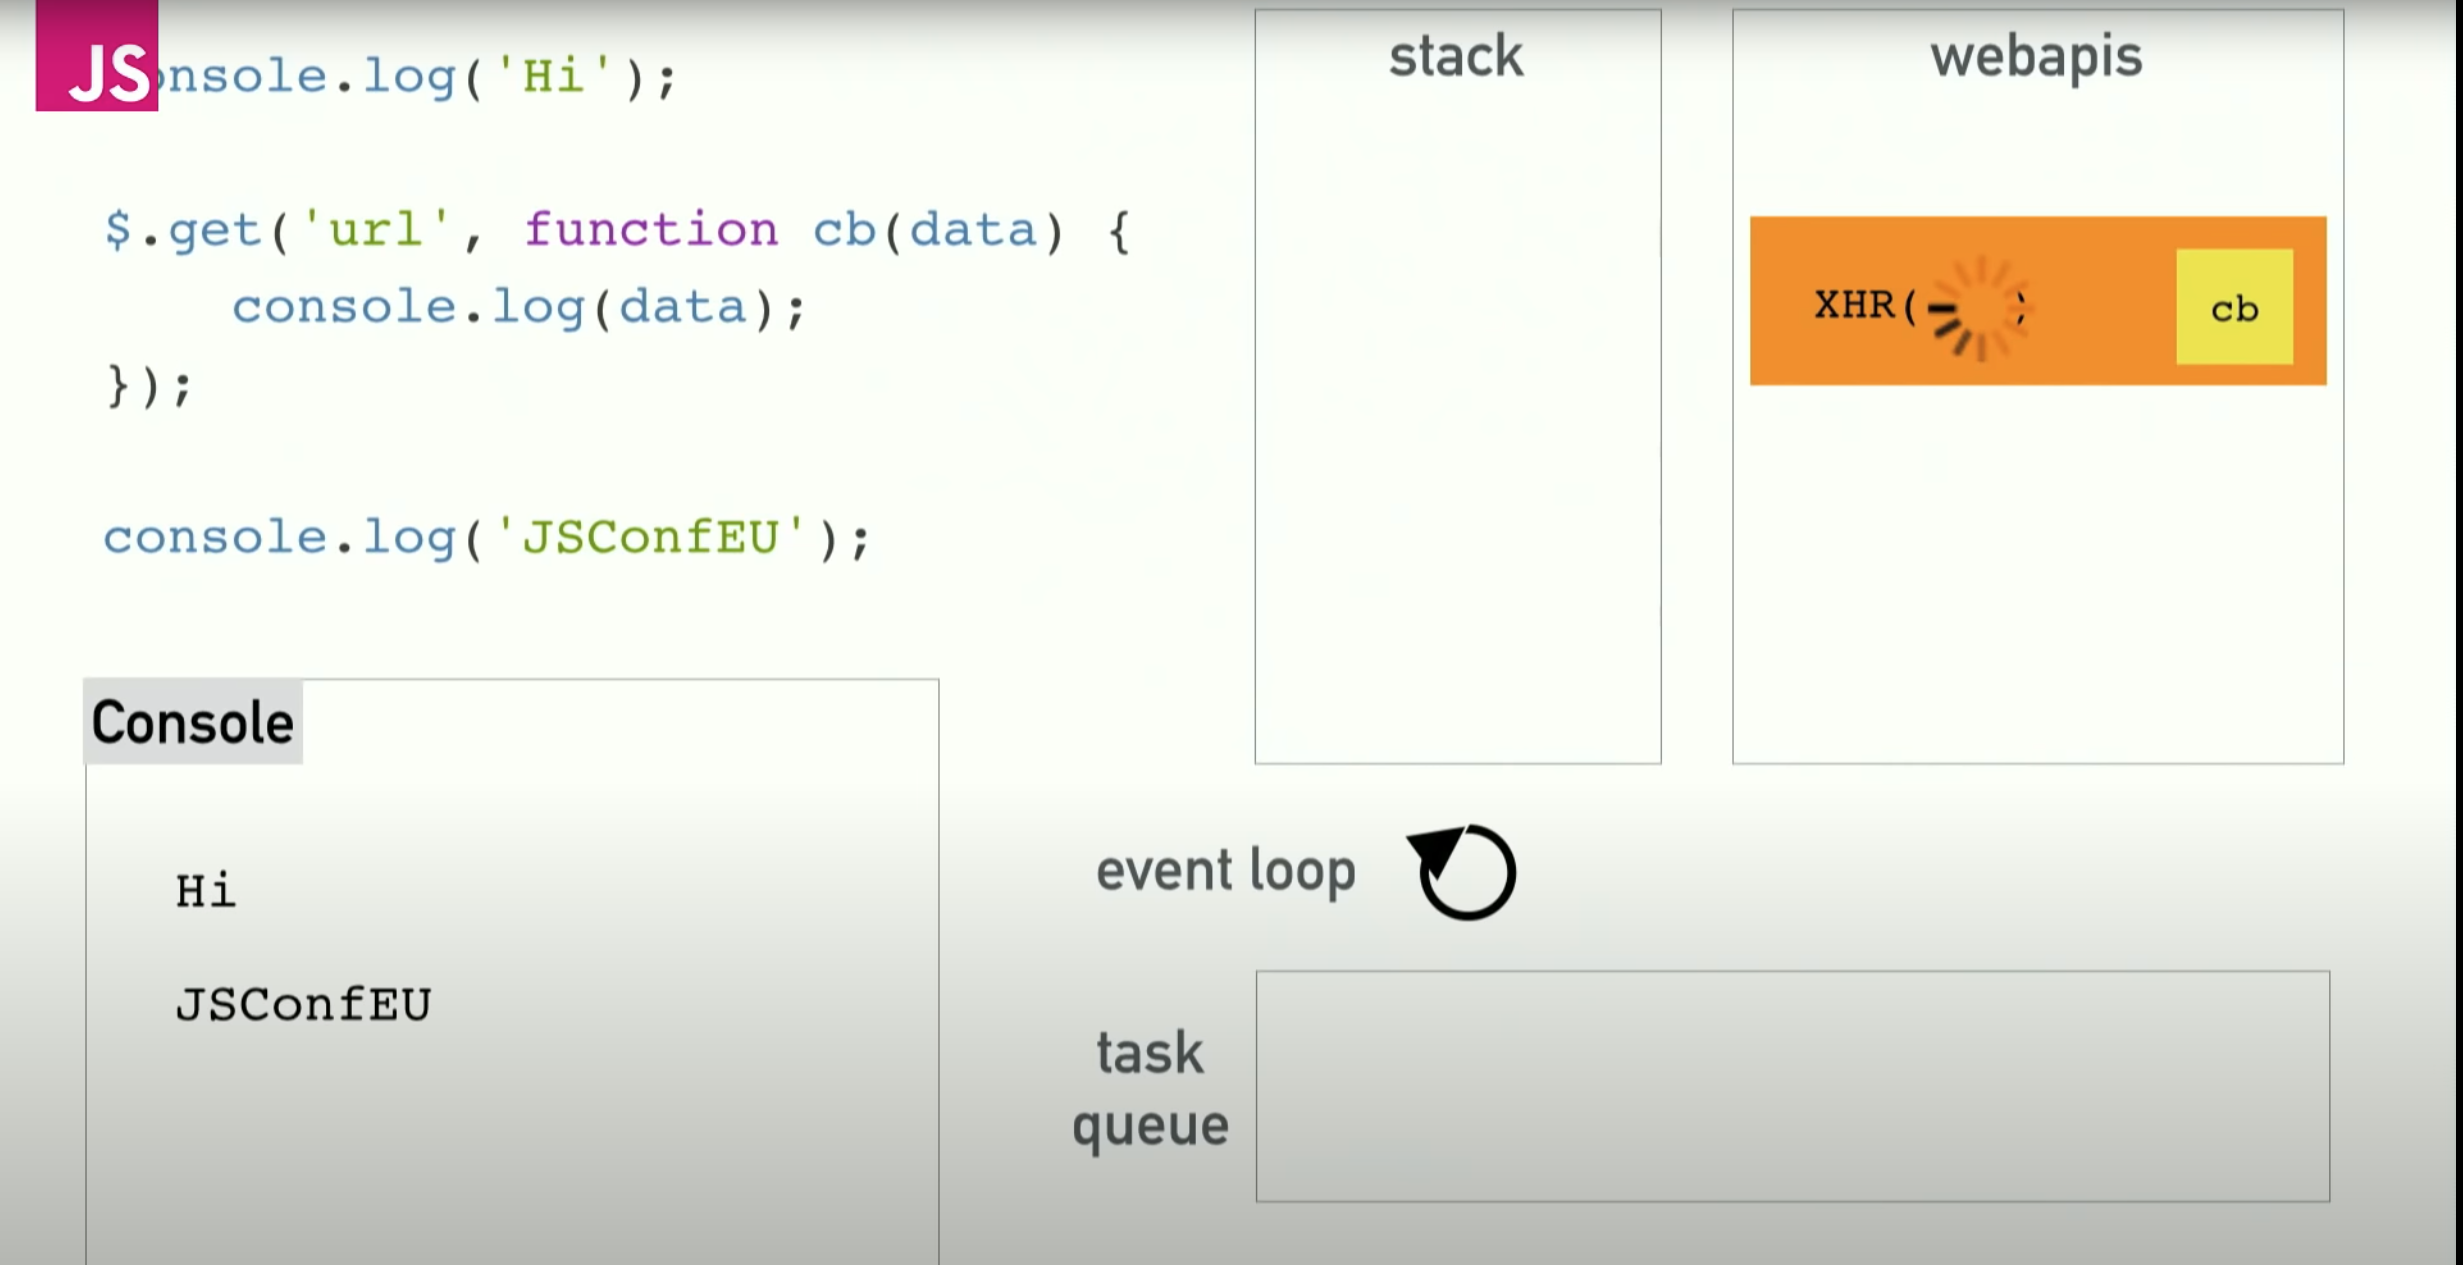 JS
onsole.log('Hi');
$.get('url', function cb(data) {
    console.log(data);
});
console.log('JSConfEU');
Console
Hi
JSConfEU
stack
webapis
XHR( ;
cb
event loop
task
queue